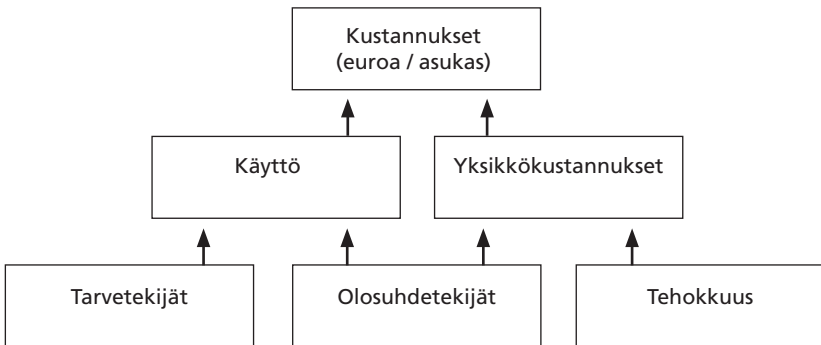 Kustannukset
(euroa / asukas)
Käyttö
Yksikkökustannukset
Tarvetekijät
Olosuhdetekijät
Tehokkuus